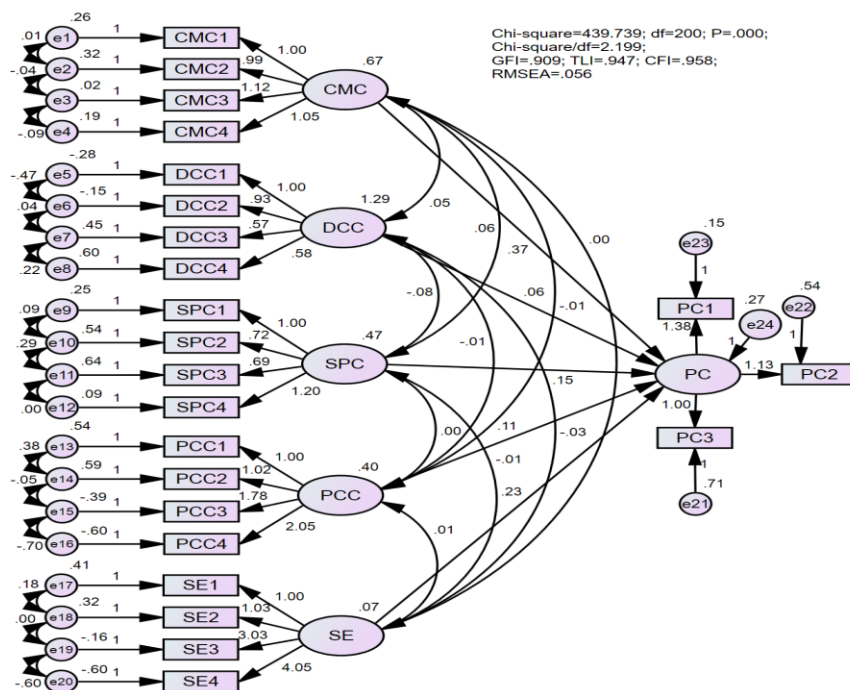 Chi-square=439.739; df=200; P=.000;
Chi-square/df=2.199;
GFI=.909; TLI=.947; CFI=.958;
RMSEA=.056
.26
.01 e1 1 CMC1 1.00
.32
-.04 e2 1 CMC2 .99 .67
.02
e3 1 CMC3 1.12 CMC
.19
-.09 e4 1 CMC4 1.05
-.28
-.47 e5 1 DCC1 1.00 1.29 .05
-.15
.04 e6 1 DCC2 .93
.45
e7 1 DCC3 .57 DCC .06 .37 .00
.60
.22 e8 1 DCC4 .58
.15
e23
1
.25
.09 e9 1 SPC1 1.00 -.08 .06 -.01
.54
.29 e10 1 SPC2 .72 .47 -.01
PC1 .27 e22 .54
1.38 e24 1
.64
e11 1 SPC3 .69 SPC .15 PC 1 1.13 PC2
.09
.00 e12 1 SPC4 1.20
1.00
.54
.38 e13 1 PCC1 1.00 .00 .11 -.03
PC3
1
.59
-.05 e14 1 PCC2 1.02 .40 -.01
-.39
e15 1 PCC3 1.78 PCC .23
e21 .71
-.60
-.70 e16 1 PCC4 2.05 .01
.41
.18 e17 1 SE1 1.00
.32
.00 e18 1 SE2 1.03 .07
-.16
e19 1 SE3 3.03 SE
-.60
-.60 e20 1 SE4 4.05